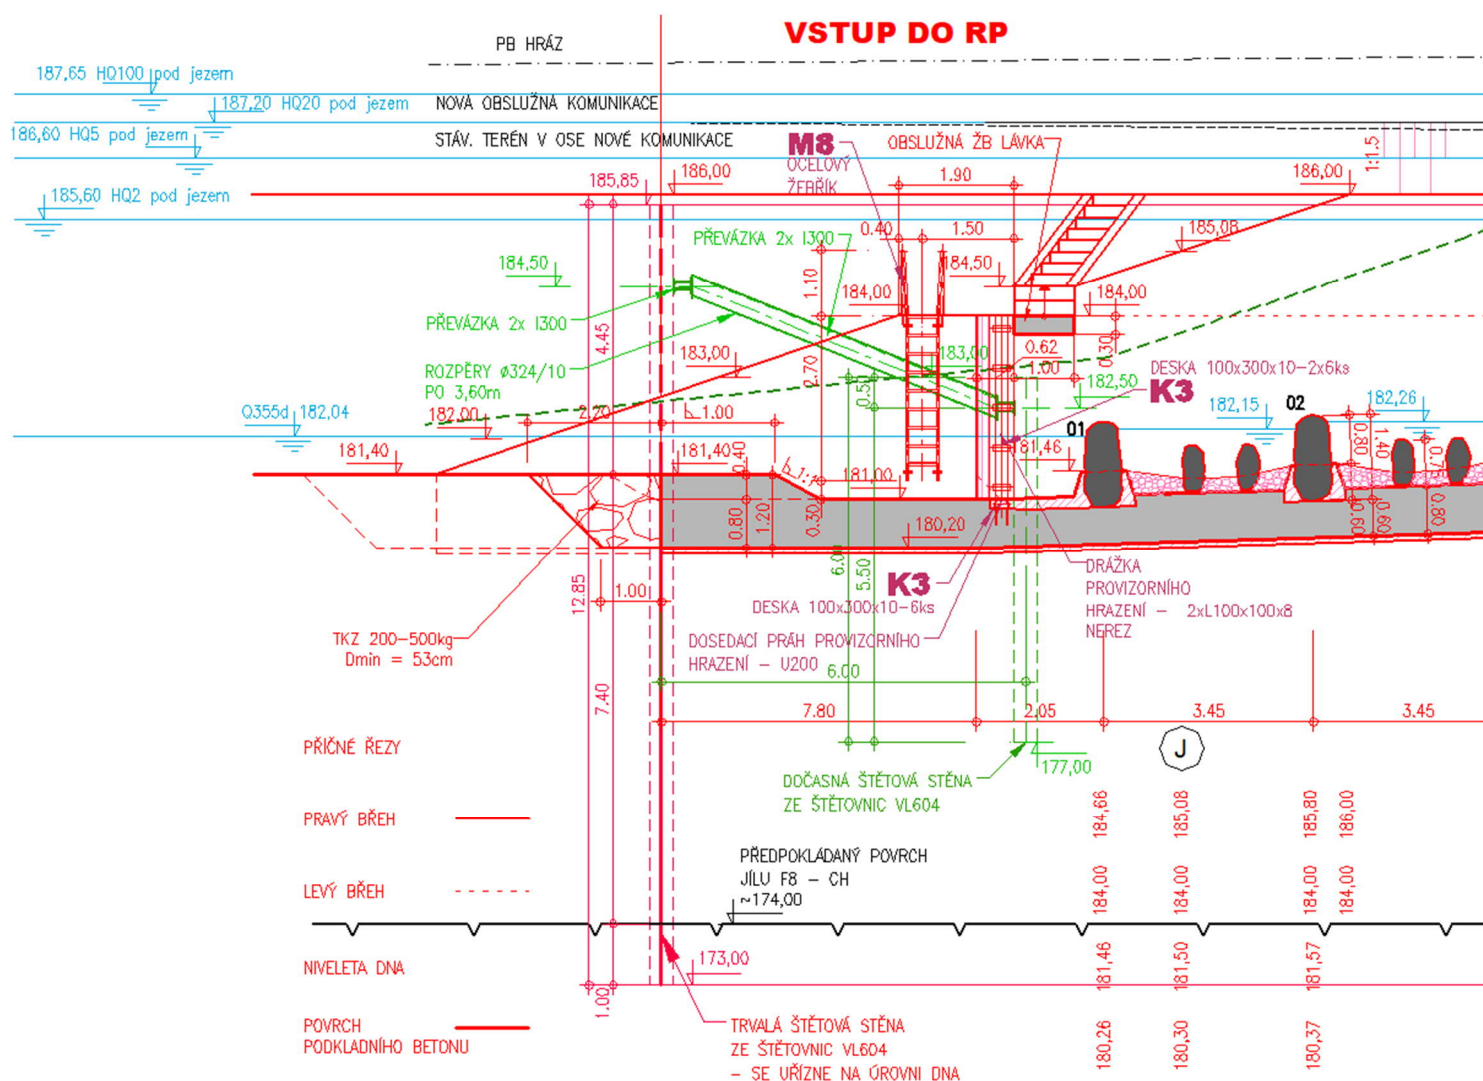 VSTUP DO RP
PB HRÁZ
187,65 HQ100 pod jezem
187,20 HQ20 pod jezem
NOVÁ OBSLUŽNÁ KOMUNIKACE
186,60 HQ5 pod jezem
STÁV. TERÉN V OSE NOVÉ KOMUNIKACE
M8
OCELOVÝ
ŽEBŘÍK
OBSLUŽNÁ ŽB LÁVKA
1:1.5
185,60 HQ2 pod jezem
185,85
186,00
1.90
186,00
0.40
1.50
185,08
PŘEVÁZKA 2x I300
184,50
184,50
1.10
184,00
184,00
PŘEVÁZKA 2x I300
4.45
ROZPĚRY ø324/10
PO 3,60m
183,00
2.70
183,00
0.62
1.00
0.30
DESKA 100x300x10-2x6ks
K3
0.50
182,50
Q355d 182,04
182,00
2.70
1.00
182,15
02
182,26
01
181,40
181,40
0.40
1:1
181,00
181,46
0.80
1.40
0.75
0.80
1.20
0.30
180,20
0.60
0.60
0.80
6.00
5.50
K3
DESKA 100x300x10-6ks
DRÁŽKA
PROVIZORNÍHO
HRAZENÍ - 2xL100x100x8
NEREZ
12.85
1.00
TKZ 200-500kg
Dmin = 53cm
DOSEDACÍ PRÁH PROVIZORNÍHO
HRAZENÍ - U200
6.00
7.40
7.80
2.05
3.45
3.45
PŘÍČNÉ ŘEZY
J
177,00
DOČASNÁ ŠTĚTOVÁ STĚNA
ZE ŠTĚTOVNIC VL604
PRAVÝ BŘEH
184,66
185,08
185,80
186,00
PŘEDPOKLÁDANÝ POVRCH
JÍLU F8 - CH
~174,00
LEVÝ BŘEH
184,00
184,00
184,00
184,00
NIVELETA DNA
173,00
181,46
181,50
181,57
1.00
POVRCH
PODKLADNÍHO BETONU
TRVALÁ ŠTĚTOVÁ STĚNA
ZE ŠTĚTOVNIC VL604
- SE UŘÍZNE NA ÚROVNI DNA
180,26
180,30
180,37